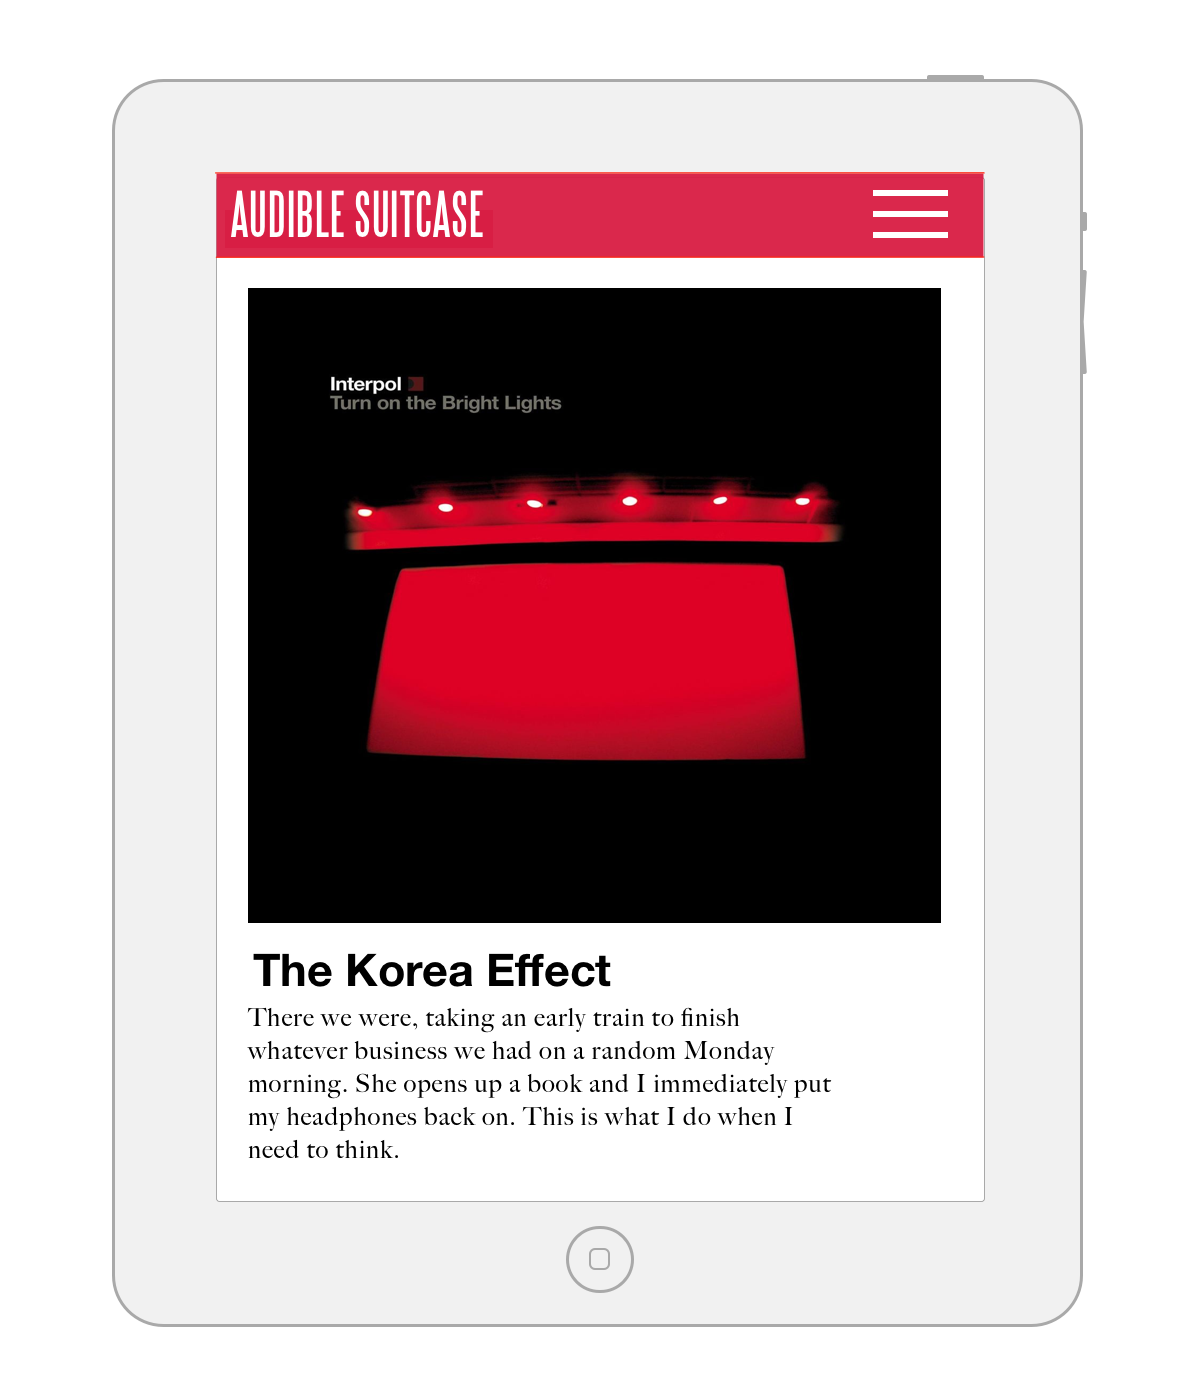 AUDIBLE SUITCASE
Interpol
Turn on the Bright Lights
The Korea Effect
There we were, taking an early train to finish
whatever business we had on a random Monday
morning. She opens up a book and I immediately put
my headphones back on. This is what I do when I
need to think.